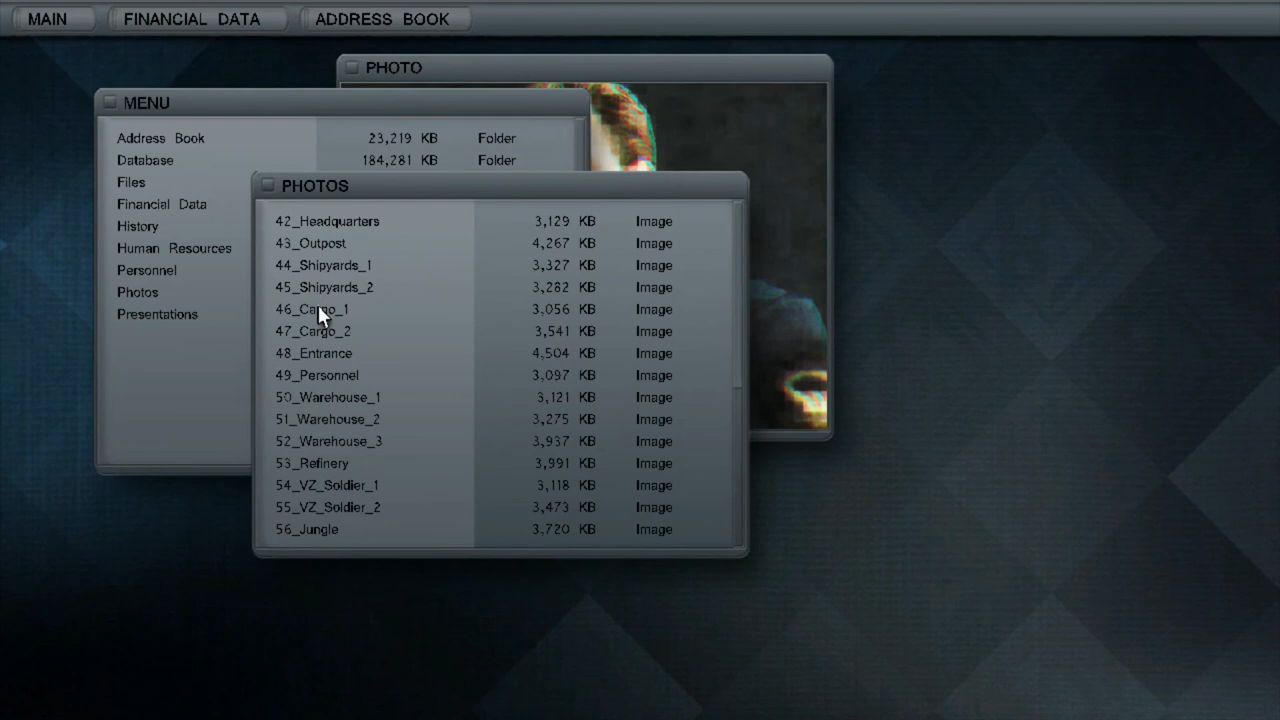 MAIN FINANCIAL DATA ADDRESS BOOK
PHOTO
MENU
Address Book 23,219 KB Folder
Database 184,281 KB Folder
Files
Financial Data
History
Human Resources
Personnel
Photos
Presentations
PHOTOS
42_Headquarters 3,129 KB Image
43_Outpost 4,267 KB Image
44_Shipyards_1 3,327 KB Image
45_Shipyards_2 3,282 KB Image
46_Cargo_1 3,056 KB Image
47_Cargo_2 3,541 KB Image
48_Entrance 4,504 KB Image
49_Personnel 3,097 KB Image
50_Warehouse_1 3,121 KB Image
51_Warehouse_2 3,275 KB Image
52_Warehouse_3 3,937 KB Image
53_Refinery 3,991 KB Image
54_VZ_Soldier_1 3,118 KB Image
55_VZ_Soldier_2 3,473 KB Image
56_Jungle 3,720 KB Image